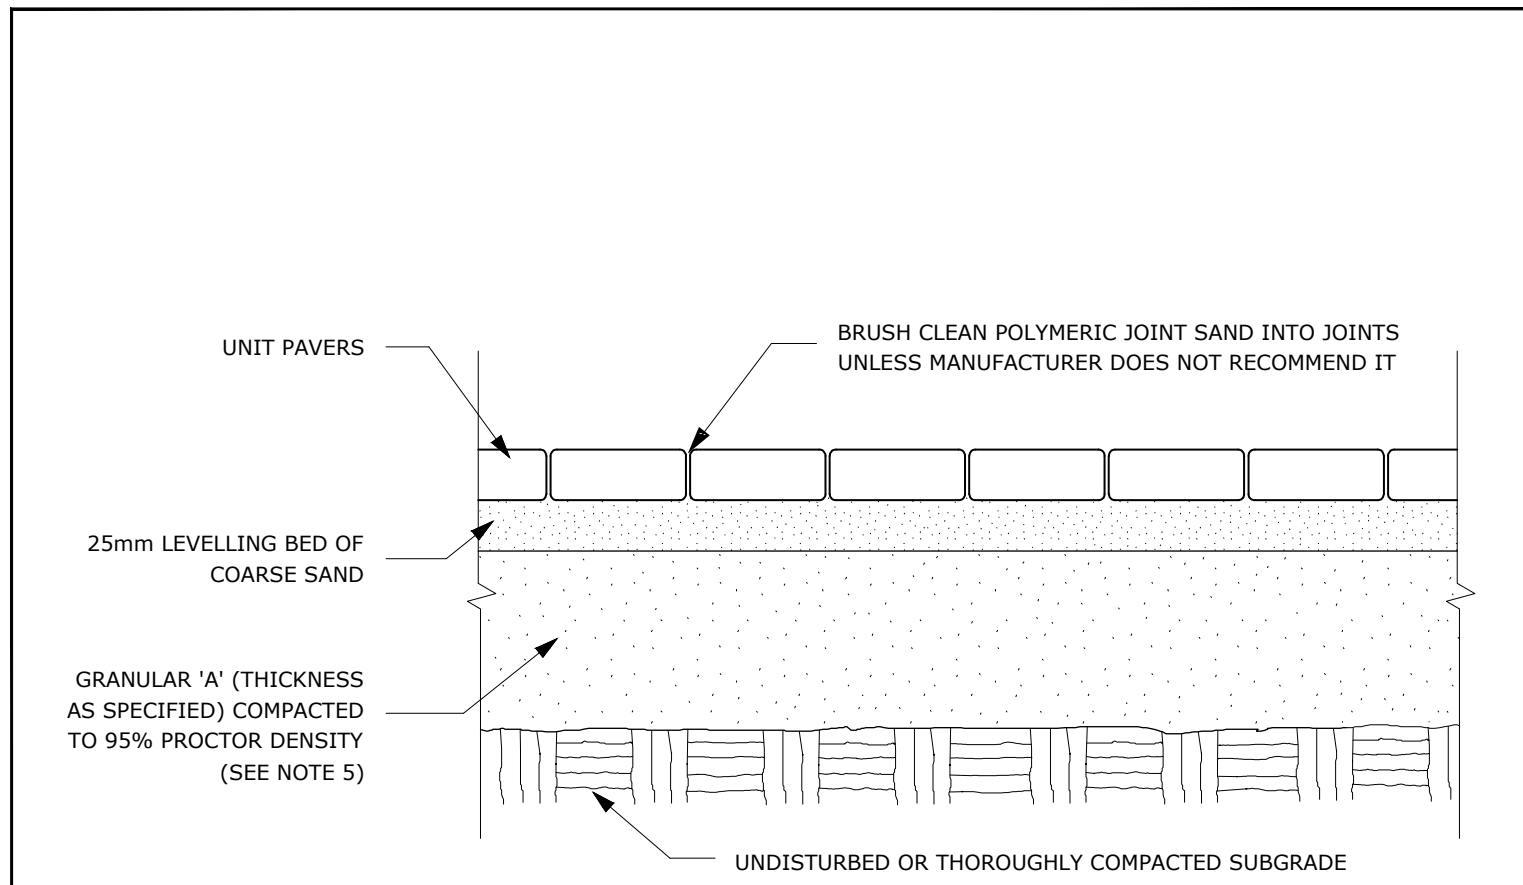 UNIT PAVERS
BRUSH CLEAN POLYMERIC JOINT SAND INTO JOINTS
UNLESS MANUFACTURER DOES NOT RECOMMEND IT
25mm LEVELLING BED OF
COARSE SAND
GRANULAR 'A' (THICKNESS
AS SPECIFIED) COMPACTED
TO 95% PROCTOR DENSITY
(SEE NOTE 5)
UNDISTURBED OR THOROUGHLY COMPACTED SUBGRADE